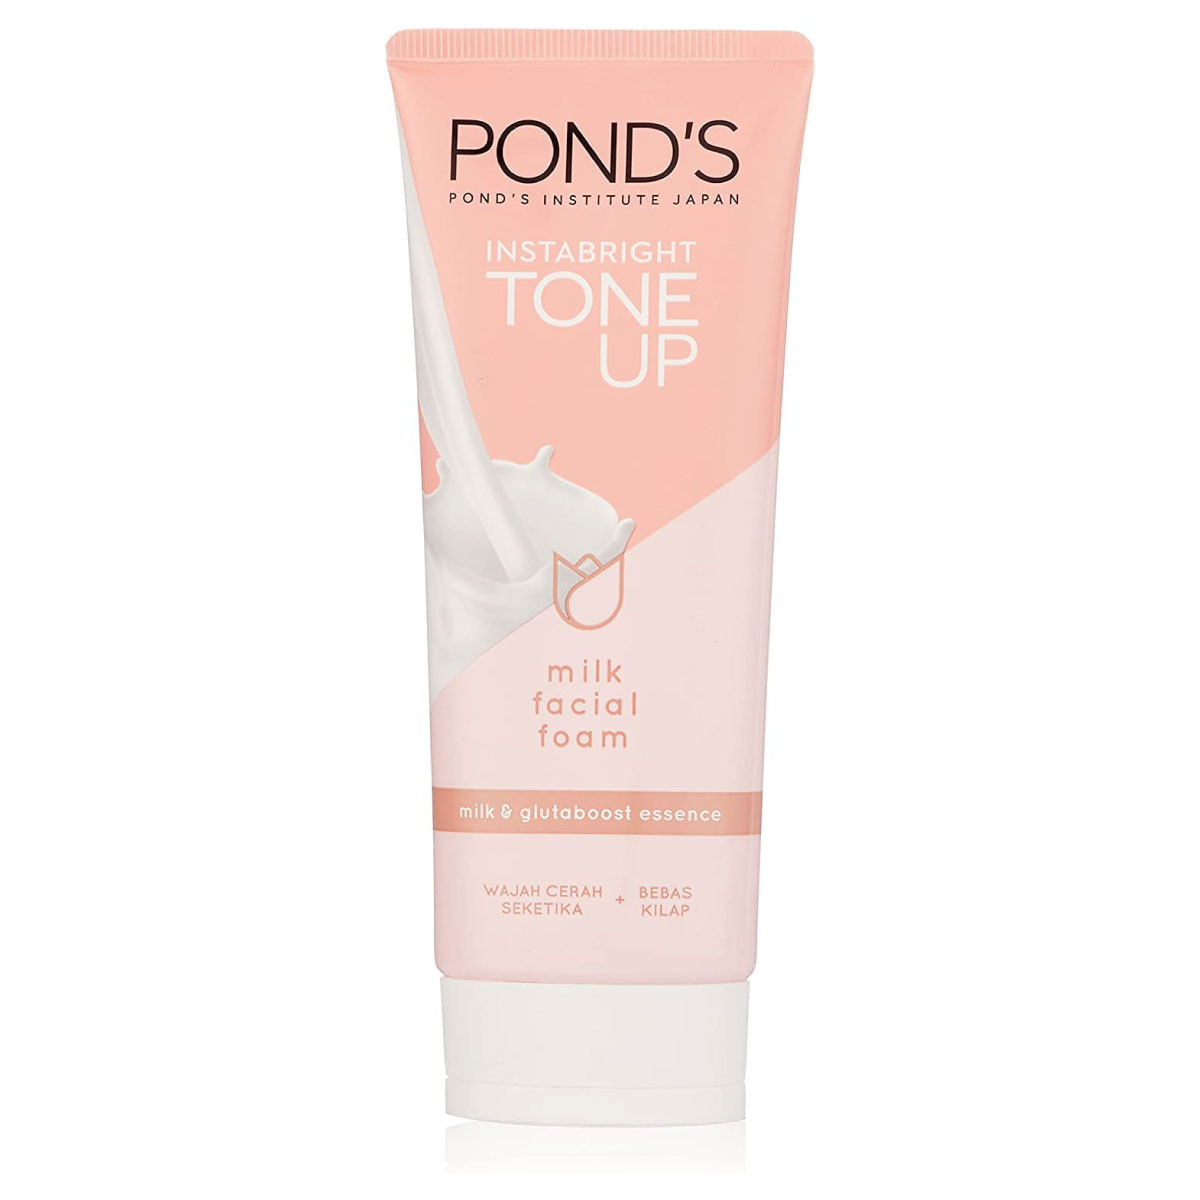 POND'S
POND'S INSTITUTE JAPAN
INSTABRIGHT
TONE
UP
milk
facial
foam
milk & glutaboost essence
WAJAH CERAH
SEKETIKA
+
BEBAS
KILAP